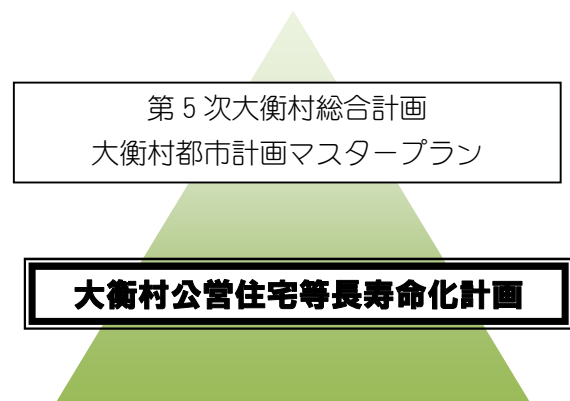 第5次大衡村総合計画
大衡村都市計画マスタープラン
大衡村公営住宅等長寿命化計画